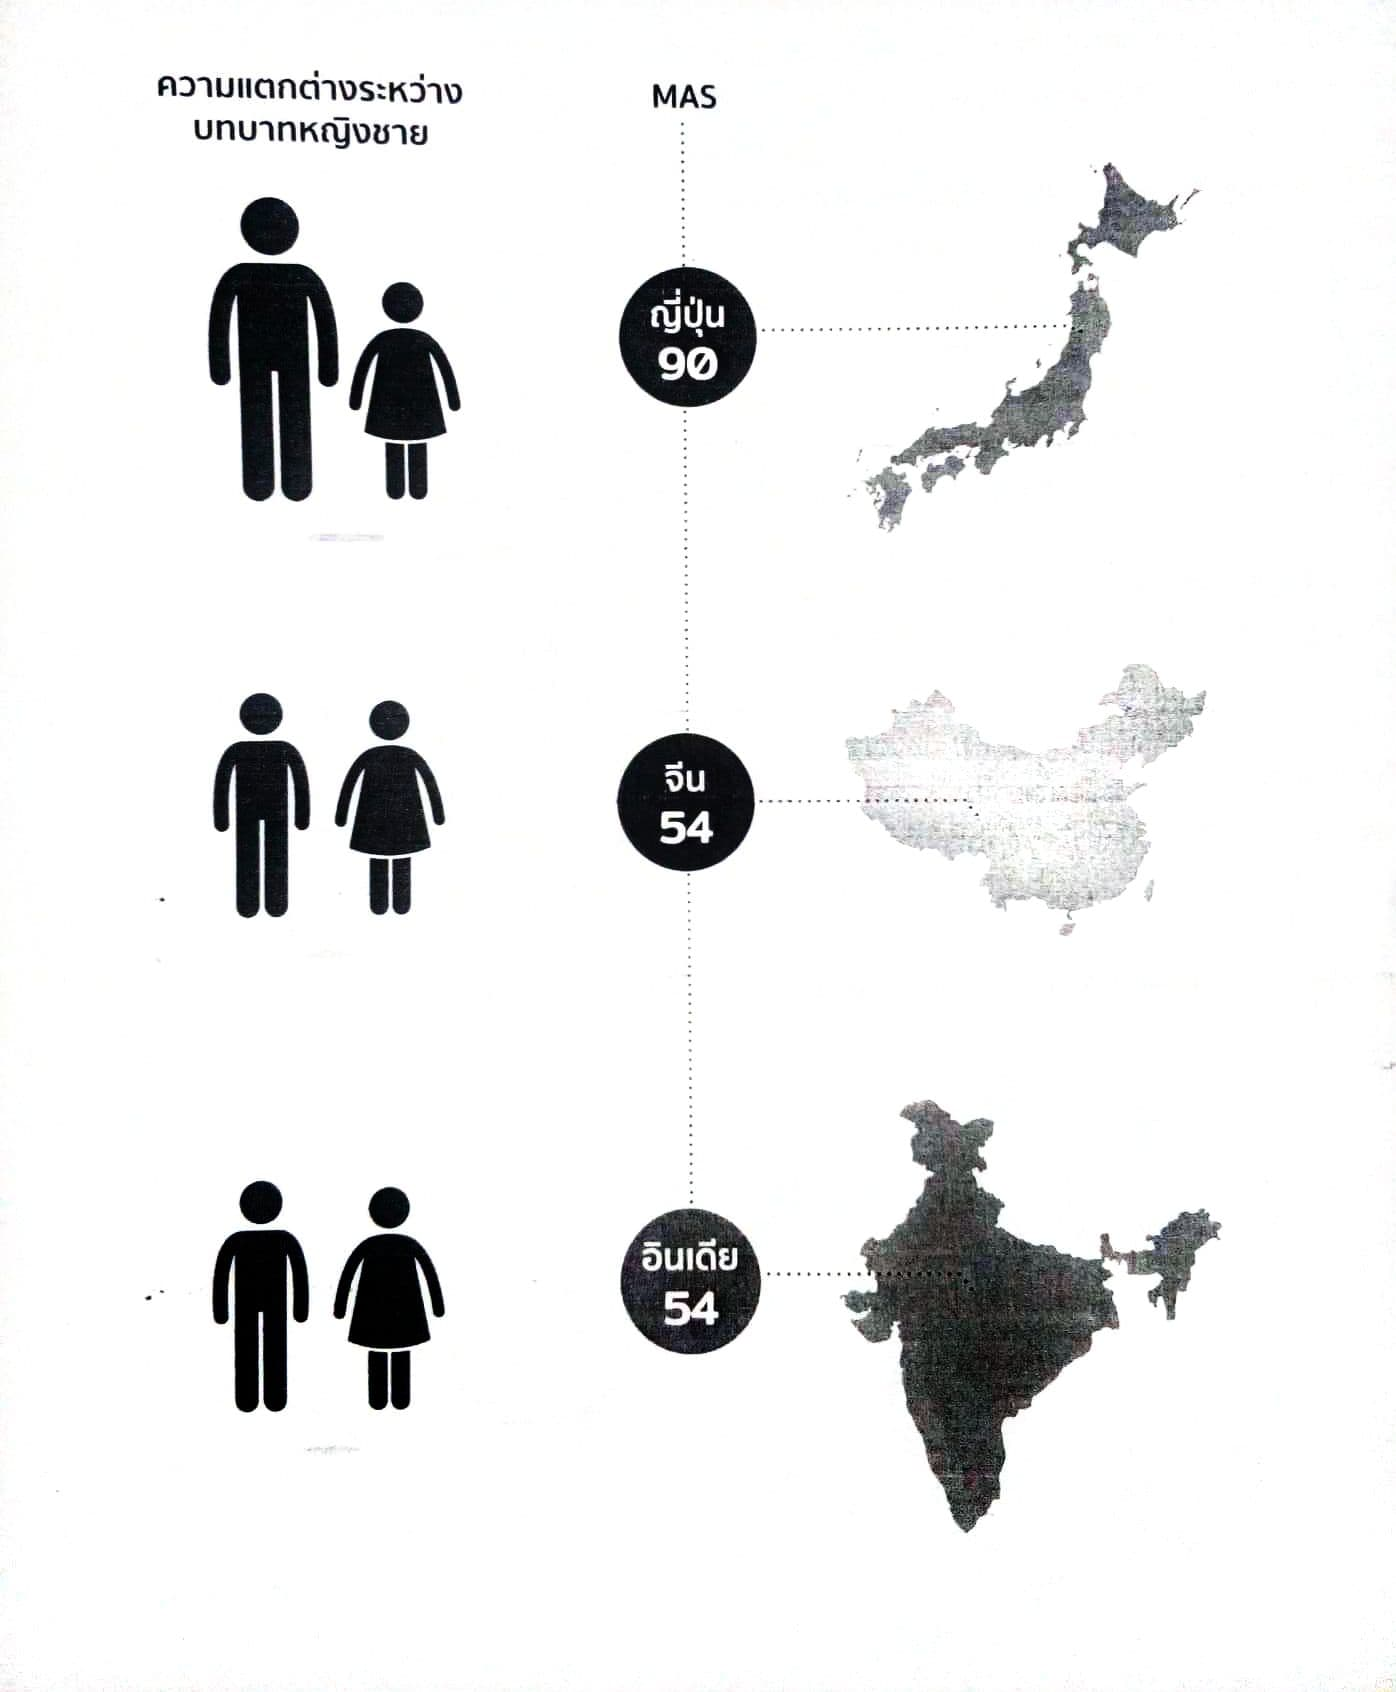 ความแตกต่างระหว่าง
บทบาทหญิงชาย
MAS
ญี่ปุ่น
90
จีน
54
อินเดีย
54